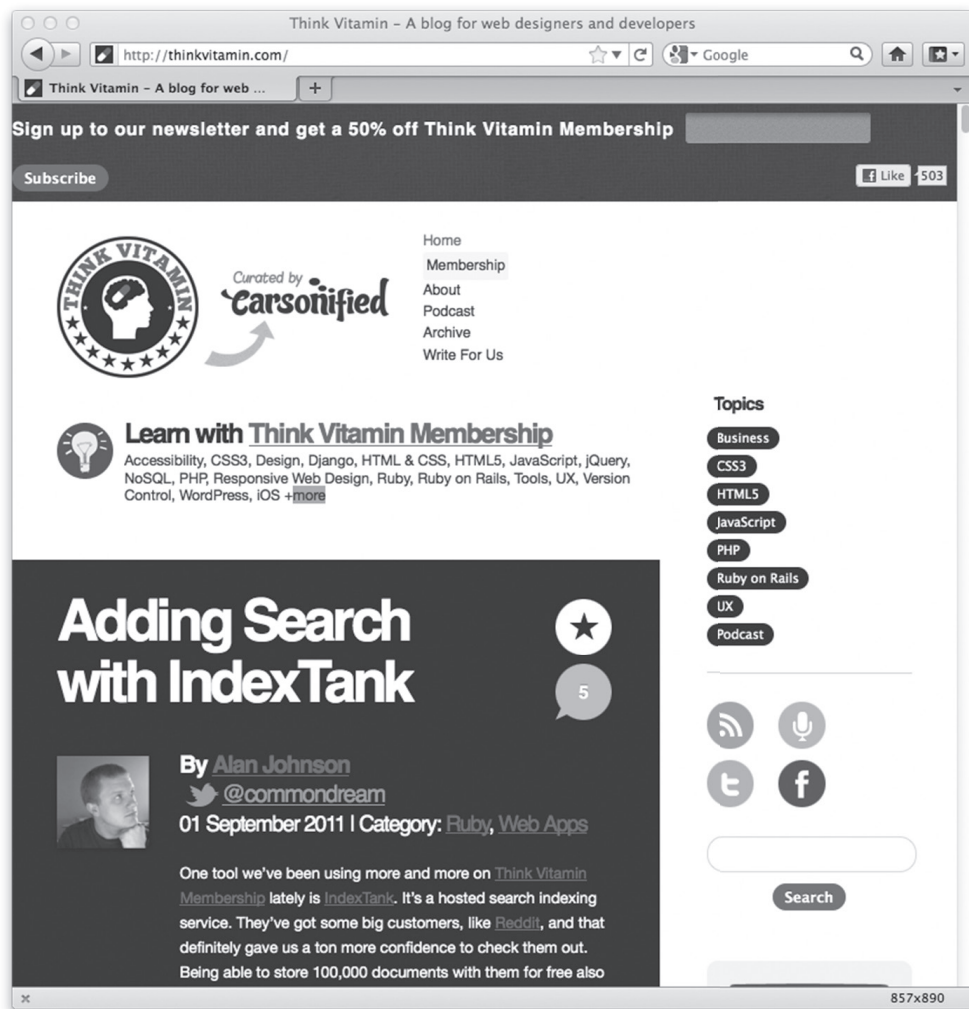 Think Vitamin – A blog for web designers and developers
http://thinkvitamin.com/
Google
Think Vitamin – A blog for web ...
Sign up to our newsletter and get a 50% off Think Vitamin Membership
Subscribe
Like
503
THINK VITAMIN
Curated by
carsonified
Home
Membership
About
Podcast
Archive
Write For Us
Learn with Think Vitamin Membership
Accessibility, CSS3, Design, Django, HTML & CSS, HTML5, JavaScript, jQuery,
NoSQL, PHP, Responsive Web Design, Ruby, Ruby on Rails, Tools, UX, Version
Control, WordPress, iOS +more
Adding Search
with IndexTank
5
By Alan Johnson
@commondream
01 September 2011 | Category: Ruby, Web Apps
One tool we've been using more and more on Think Vitamin
Membership lately is IndexTank. It's a hosted search indexing
service. They've got some big customers, like Reddit, and that
definitely gave us a ton more confidence to check them out.
Being able to store 100,000 documents with them for free also
Topics
Business
CSS3
HTML5
JavaScript
PHP
Ruby on Rails
UX
Podcast
Search
857x890